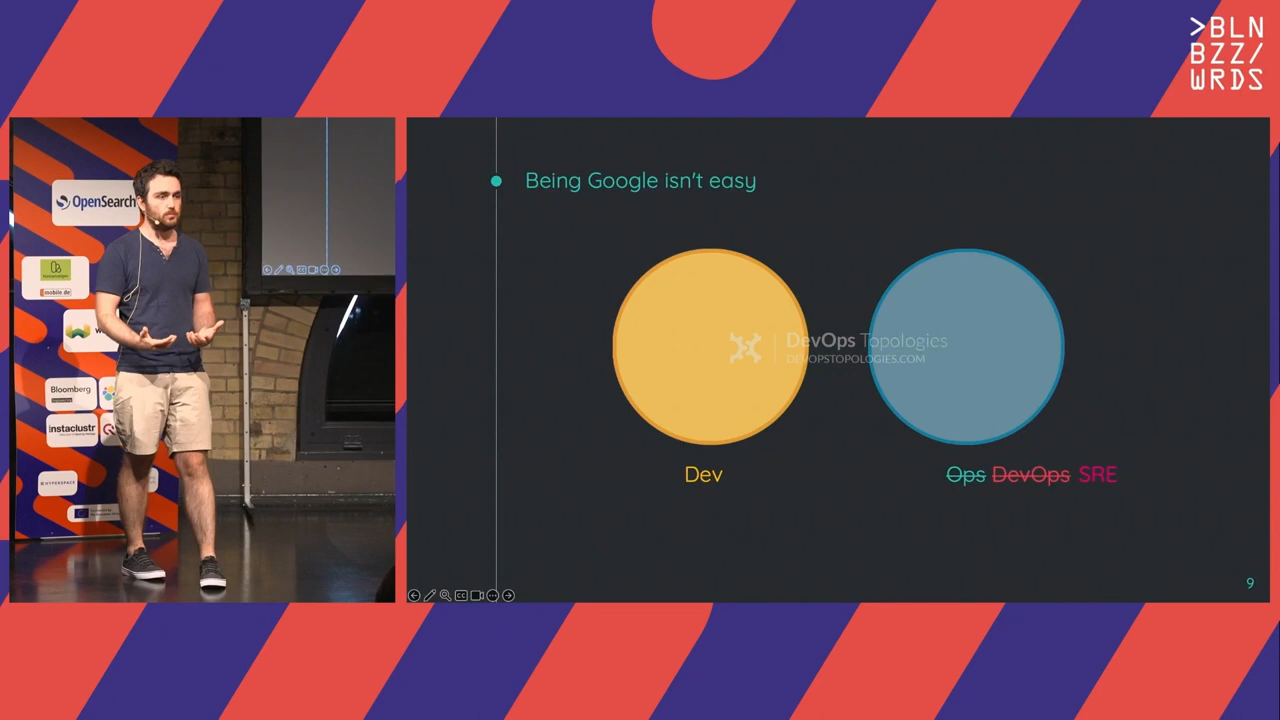 >BLN
BZZ/
WRDS
OpenSearch
mobile.de
Bloomberg
instaclustr
HYPERSPACE
Being Google isn't easy
DevOps Topologies
DEVOPSTOPOLOGIES.COM
Dev
Ops DevOps SRE
9